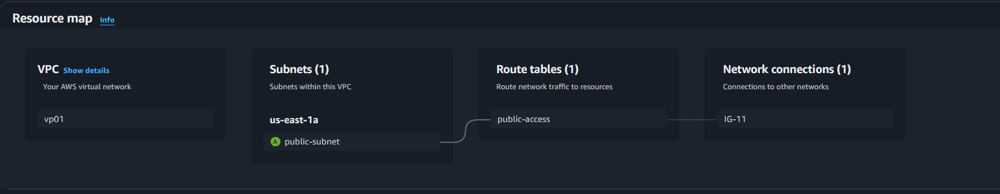 Resource map Info
VPC Show details
Your AWS virtual network
vp01
Subnets (1)
Subnets within this VPC
us-east-1a
A public-subnet
Route tables (1)
Route network traffic to resources
public-access
Network connections (1)
Connections to other networks
IG-11